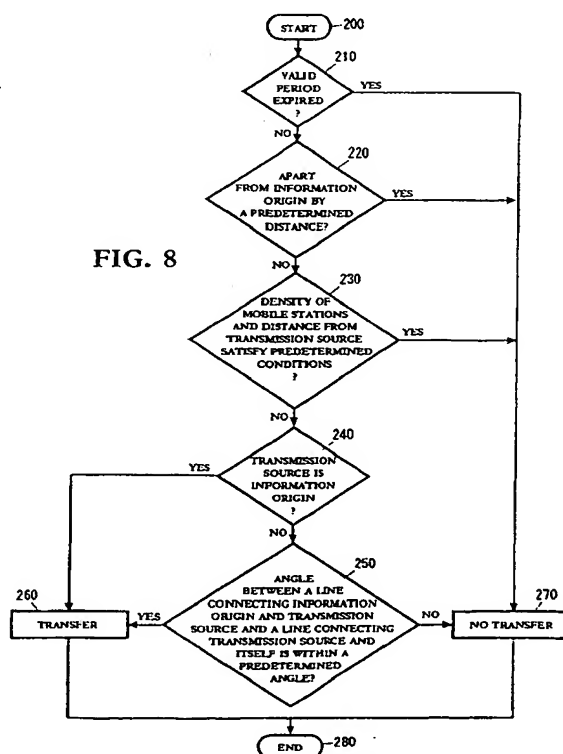 START
200
210
VALID
PERIOD
EXPIRED
?
YES
NO
220
APART
FROM INFORMATION
ORIGIN BY
A PREDETERMINED
DISTANCE?
YES
NO
FIG. 8
230
DENSITY OF
MOBILE STATIONS
AND DISTANCE FROM
TRANSMISSION SOURCE
SATISFY PREDETERMINED
CONDITIONS
?
YES
NO
240
TRANSMISSION
SOURCE IS
INFORMATION
ORIGIN
?
YES
NO
250
ANGLE
BETWEEN A LINE
CONNECTING INFORMATION
ORIGIN AND TRANSMISSION
SOURCE AND A LINE CONNECTING
TRANSMISSION SOURCE AND
ITSELF IS WITHIN A
PREDETERMINED
ANGLE?
260
TRANSFER
YES
NO
270
NO TRANSFER
END
280